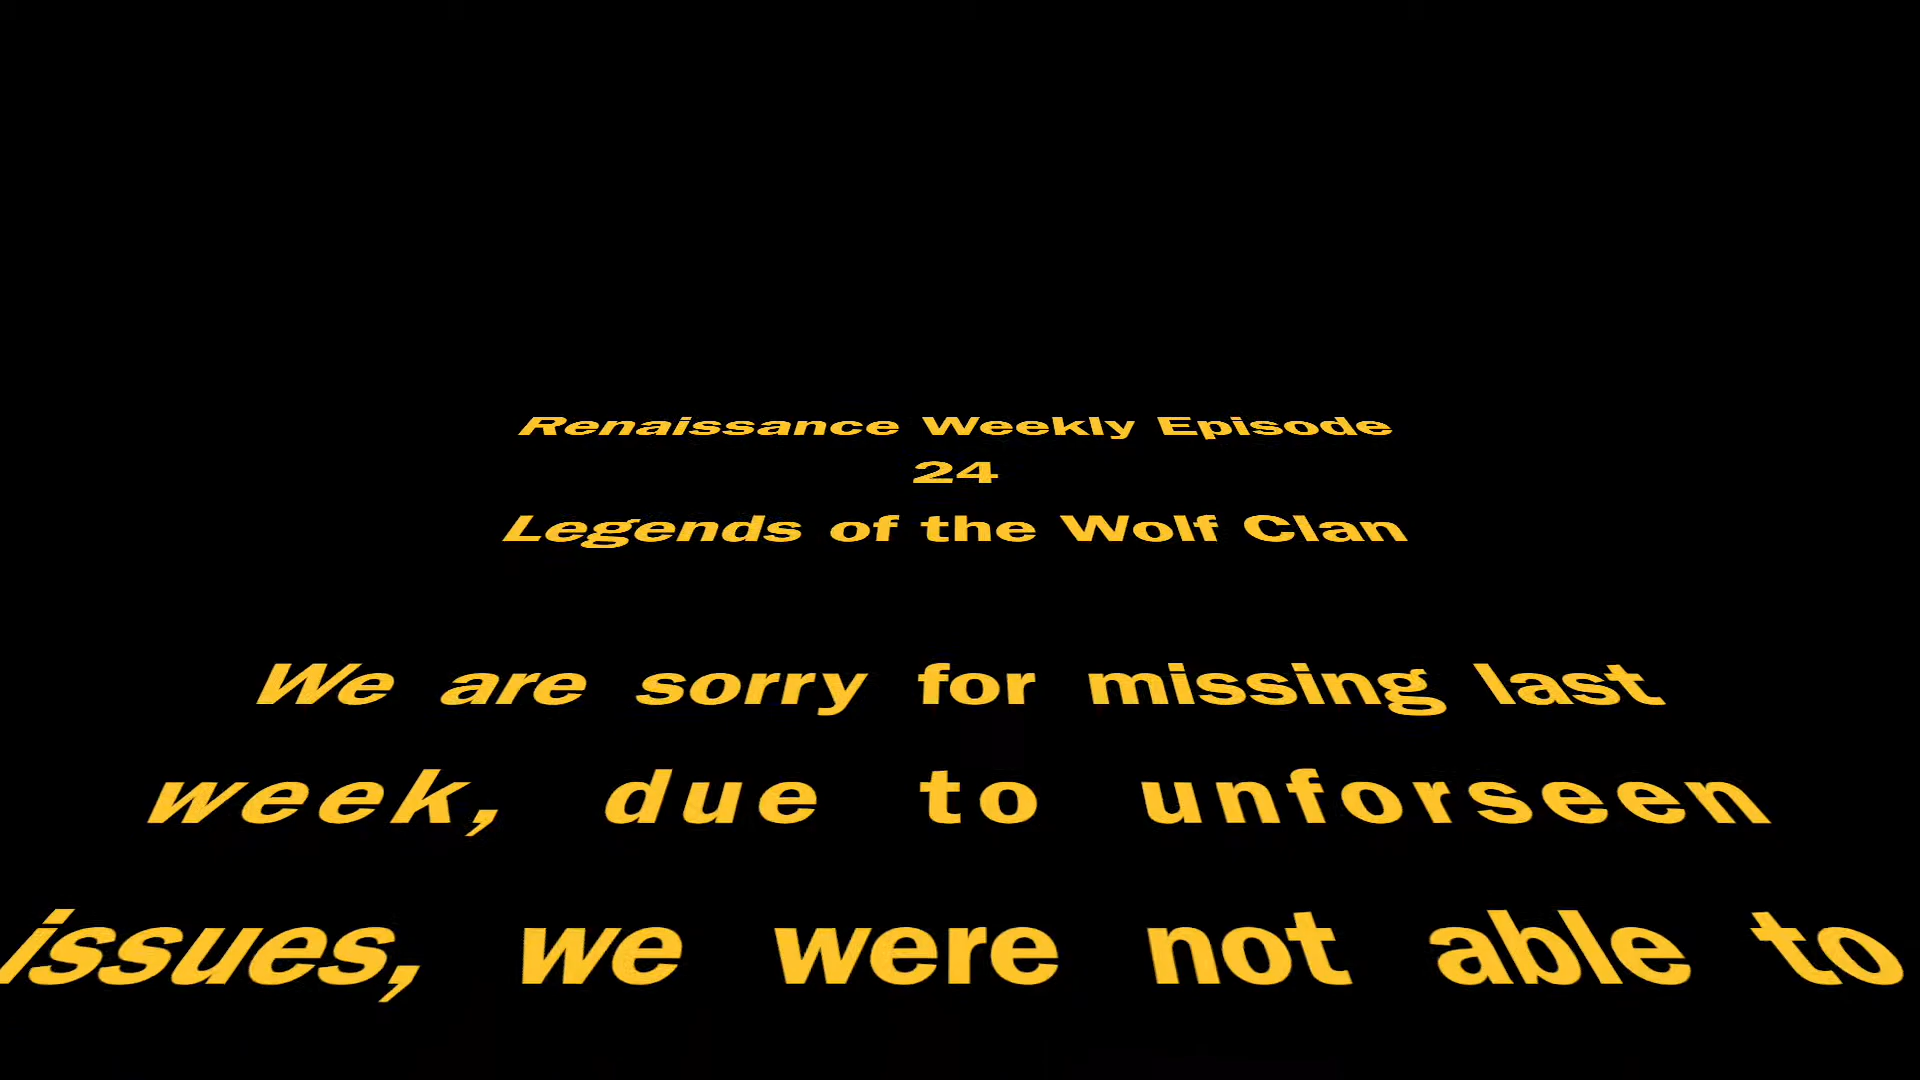 Renaissance Weekly Episode
24
Legends of the Wolf Clan
We are sorry for missing last
week, due to unforseen
issues, we were not able to